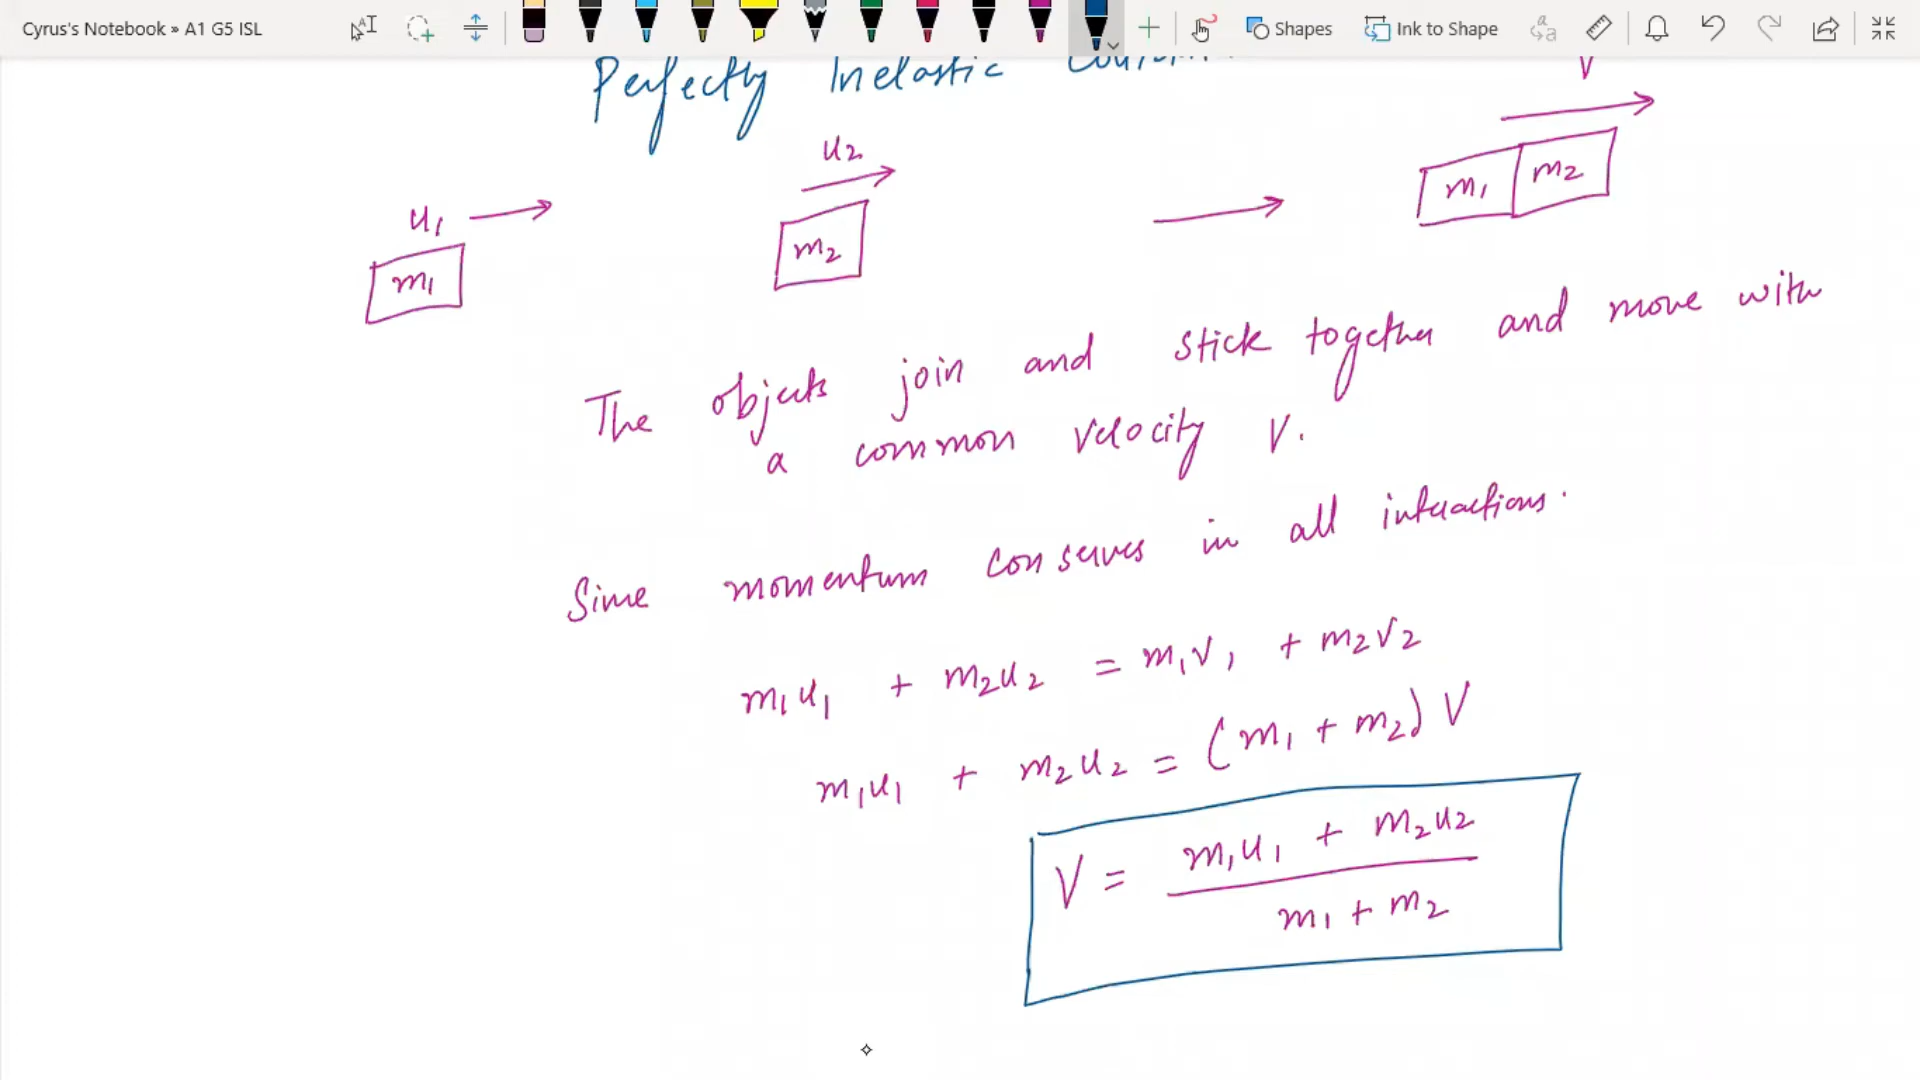 Cyrus's Notebook » A1 G5 ISL
Shapes
Ink to Shape
Perfectly Inelastic
V
u₂
u₁
m₁
m₂
m₁ m₂
The objects join and stick together and move with
a common velocity V.
Since momentum conserves in all interactions.
m₁u₁ + m₂u₂ = m₁v₁ + m₂v₂
m₁u₁ + m₂u₂ = (m₁ + m₂) V
V = m₁u₁ + m₂u₂
m₁ + m₂